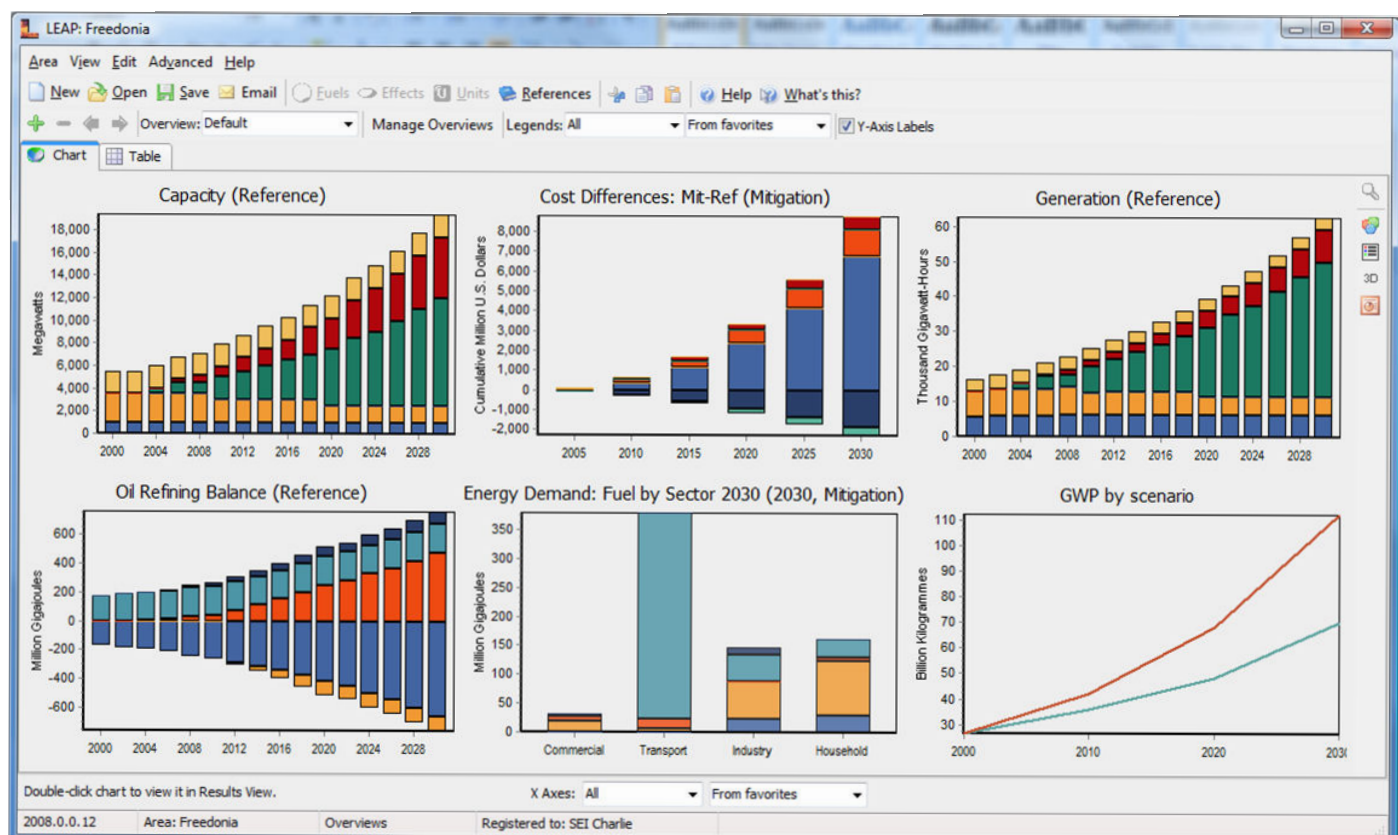 LEAP: Freedonia
Area View Edit Advanced Help
New Open Save Email Fuels Effects Units References Help What's this?
Overview: Default Manage Overviews Legends: All From favorites Y-Axis Labels
Chart Table
Capacity (Reference)
Megawatts
18,000
16,000
14,000
12,000
10,000
8,000
6,000
4,000
2,000
0
2000 2004 2008 2012 2016 2020 2024 2028
Cost Differences: Mit-Ref (Mitigation)
Cumulative Million U.S. Dollars
8,000
7,000
6,000
5,000
4,000
3,000
2,000
1,000
0
-1,000
-2,000
2005 2010 2015 2020 2025 2030
Generation (Reference)
Thousand Gigawatt-Hours
60
50
40
30
20
10
0
2000 2004 2008 2012 2016 2020 2024 2028
3D
Oil Refining Balance (Reference)
Million Gigajoules
600
400
200
0
-200
-400
-600
2000 2004 2008 2012 2016 2020 2024 2028
Energy Demand: Fuel by Sector 2030 (2030, Mitigation)
Million Gigajoules
350
300
250
200
150
100
50
0
Commercial Transport Industry Household
GWP by scenario
Billion Kilogrammes
110
100
90
80
70
60
50
40
30
2000 2010 2020 2030
Double-click chart to view it in Results View. X Axes: All From favorites
2008.0.0.12 Area: Freedonia Overviews Registered to: SEI Charlie